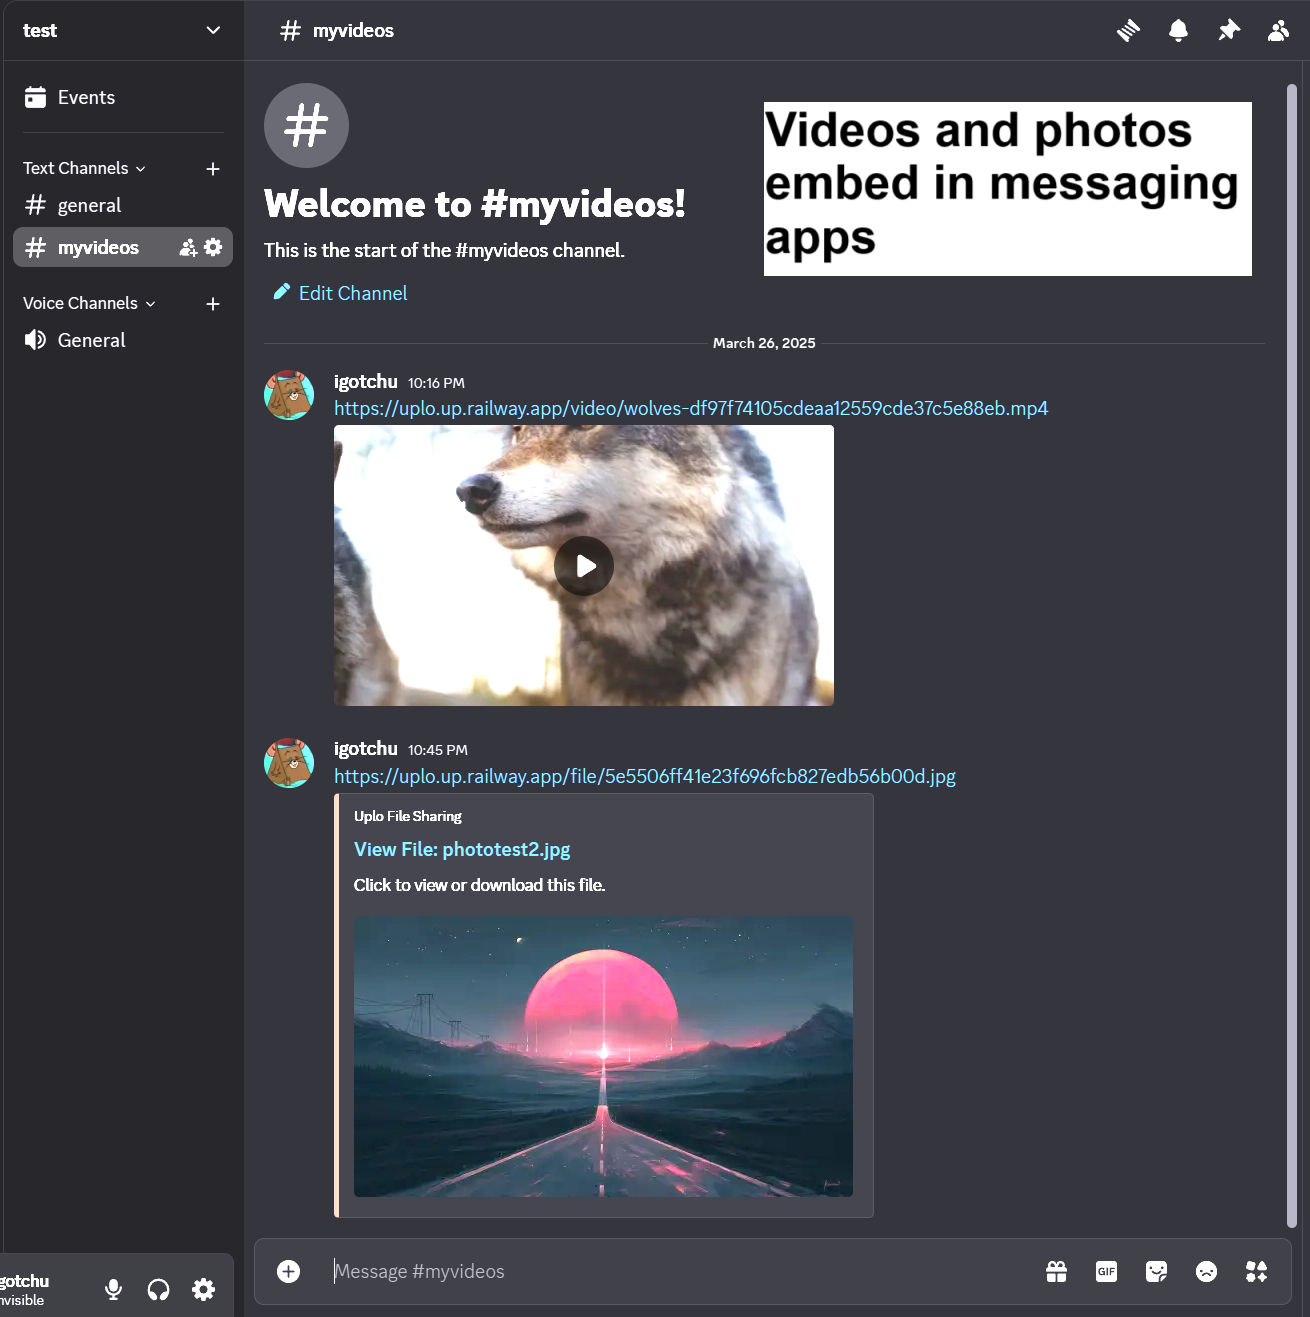 test
Events
Text Channels
general
myvideos
Voice Channels
General
gotchu
nvisible
myvideos
Videos and photos
embed in messaging
apps
Welcome to #myvideos!
This is the start of the #myvideos channel.
Edit Channel
March 26, 2025
igotchu 10:16 PM
https://uplo.up.railway.app/video/wolves-df97f74105cdeaa12559cde37c5e88eb.mp4
igotchu 10:45 PM
https://uplo.up.railway.app/file/5e5506ff41e23f696fcb827edb56b00d.jpg
Uplo File Sharing
View File: phototest2.jpg
Click to view or download this file.
Message #myvideos
GIF